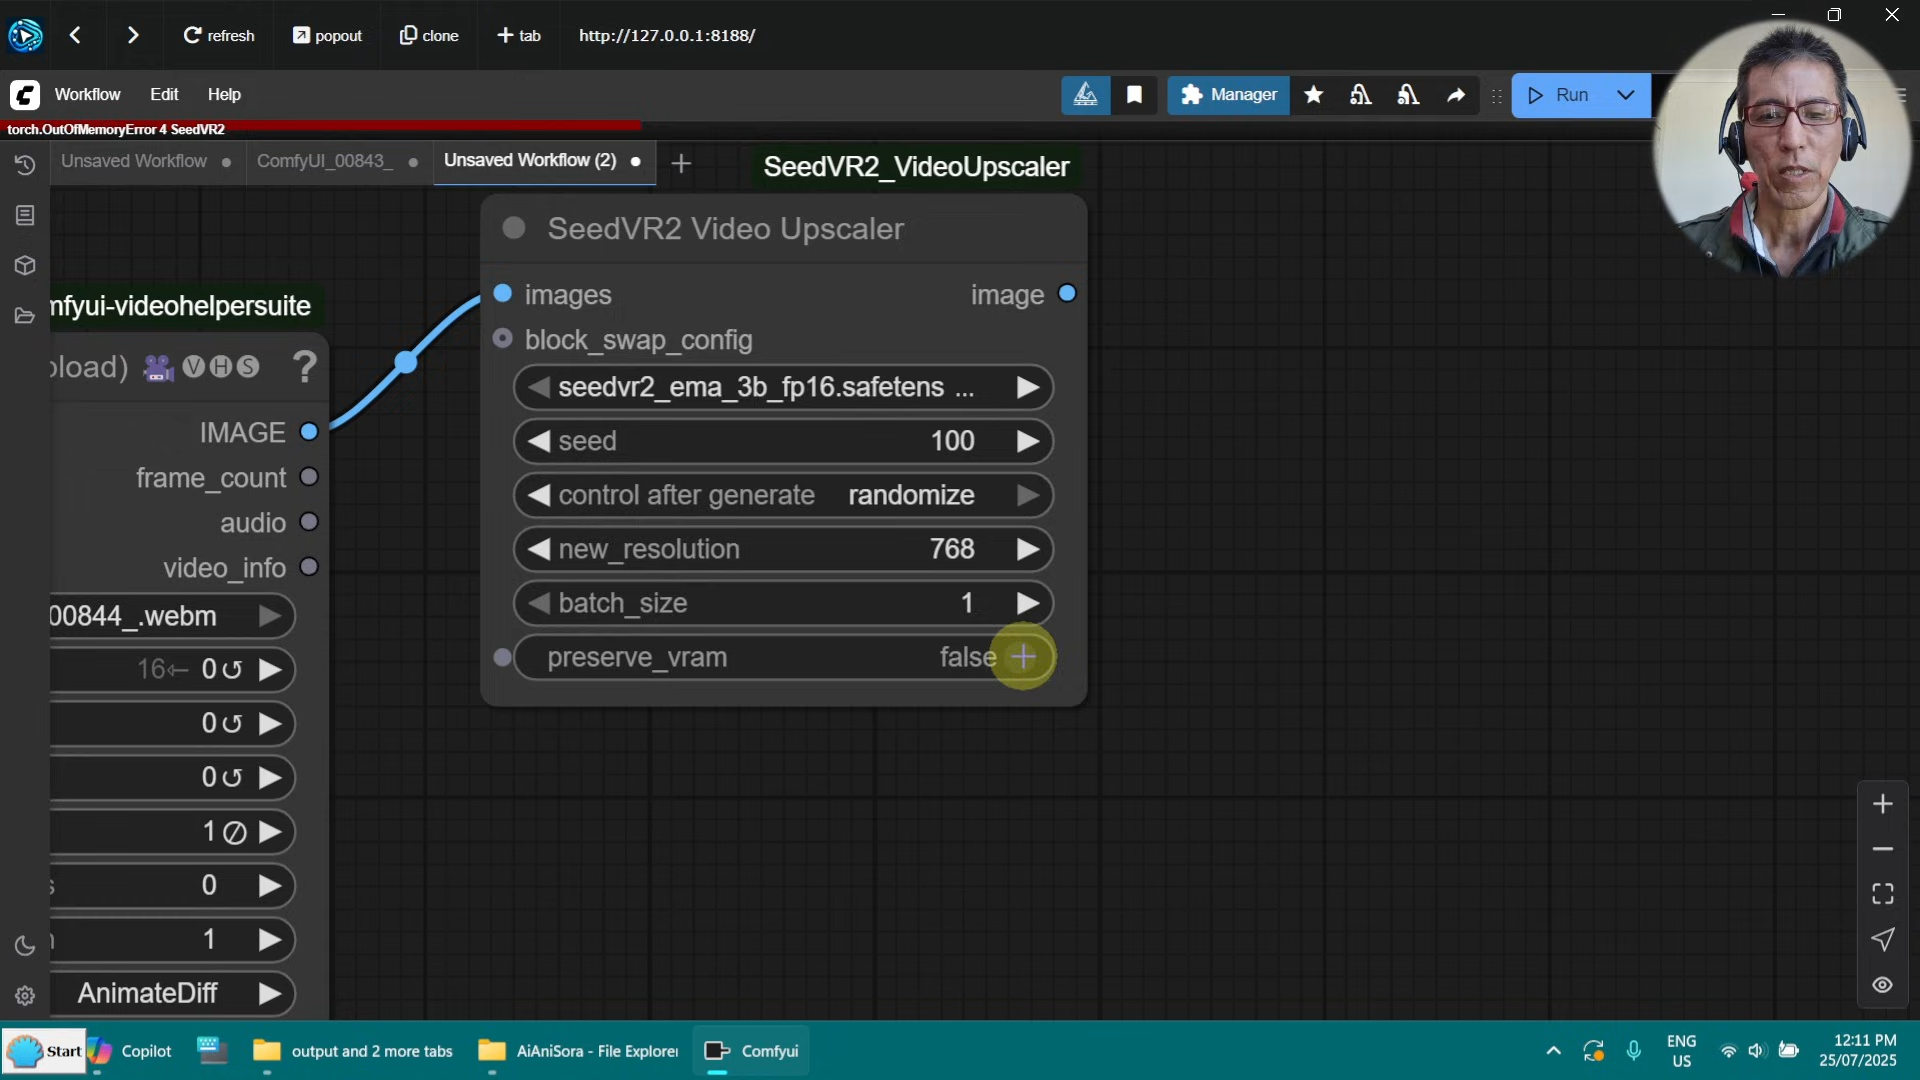 refresh
popout
clone
+ tab
http://127.0.0.1:8188/
Workflow
Edit
Help
Manager
Run
torch.OutOfMemoryError 4 SeedVR2
Unsaved Workflow
ComfyUI_00843_
Unsaved Workflow (2)
SeedVR2_VideoUpscaler
SeedVR2 Video Upscaler
images
image
block_swap_config
seedvr2_ema_3b_fp16.safetens ...
seed 100
control after generate randomize
new_resolution 768
batch_size 1
preserve_vram false
mfyui-videohelpersuite
load) VHS ?
IMAGE
frame_count
audio
video_info
00844_.webm
16← 0
0
0
1
0
1
AnimateDiff
Start
Copilot
output and 2 more tabs
AiAniSora - File Explorer
Comfyui
ENG
US
12:11 PM
25/07/2025